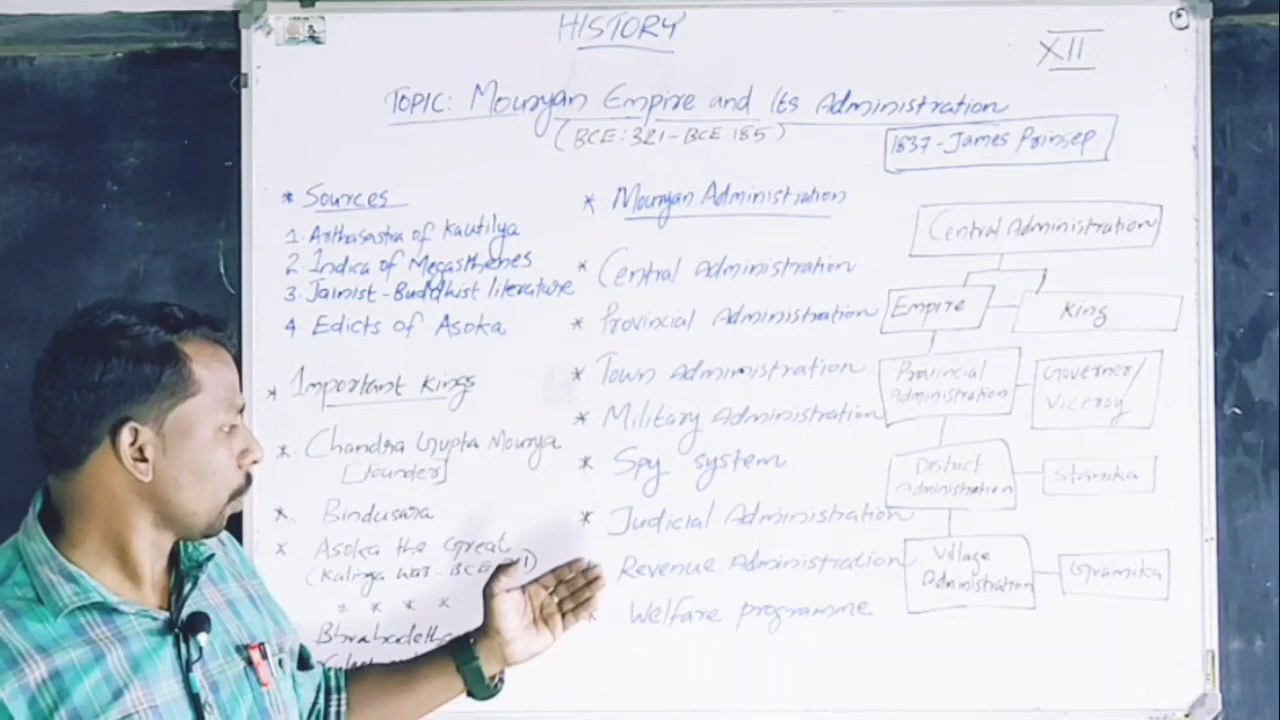 HISTORY
XII
TOPIC: Mouryan Empire and Its Administration
(BCE: 321-BCE 185)
1837-James Prinsep
* Sources
1. Arthasastra of Kautilya
2. Indica of Megasthenes
3. Jainist-Buddhist literature
4 Edicts of Asoka
* Important kings
* Chandra Gupta Mourya
[founder]
* Bindusara
* Asoka the Great
(Kalinga war-BCE
* * * *
* Mouryan Administration
* Central Administration
* Provincial Administration
* Town Administration
* Military Administration
* Spy system
* Judicial Administration
Revenue Administration
* Welfare programme
Central Administration
Empire
King
Provincial
Administration
Governer/
Viceroy
District
Administration
Stanika
Village
Administration
Gramika